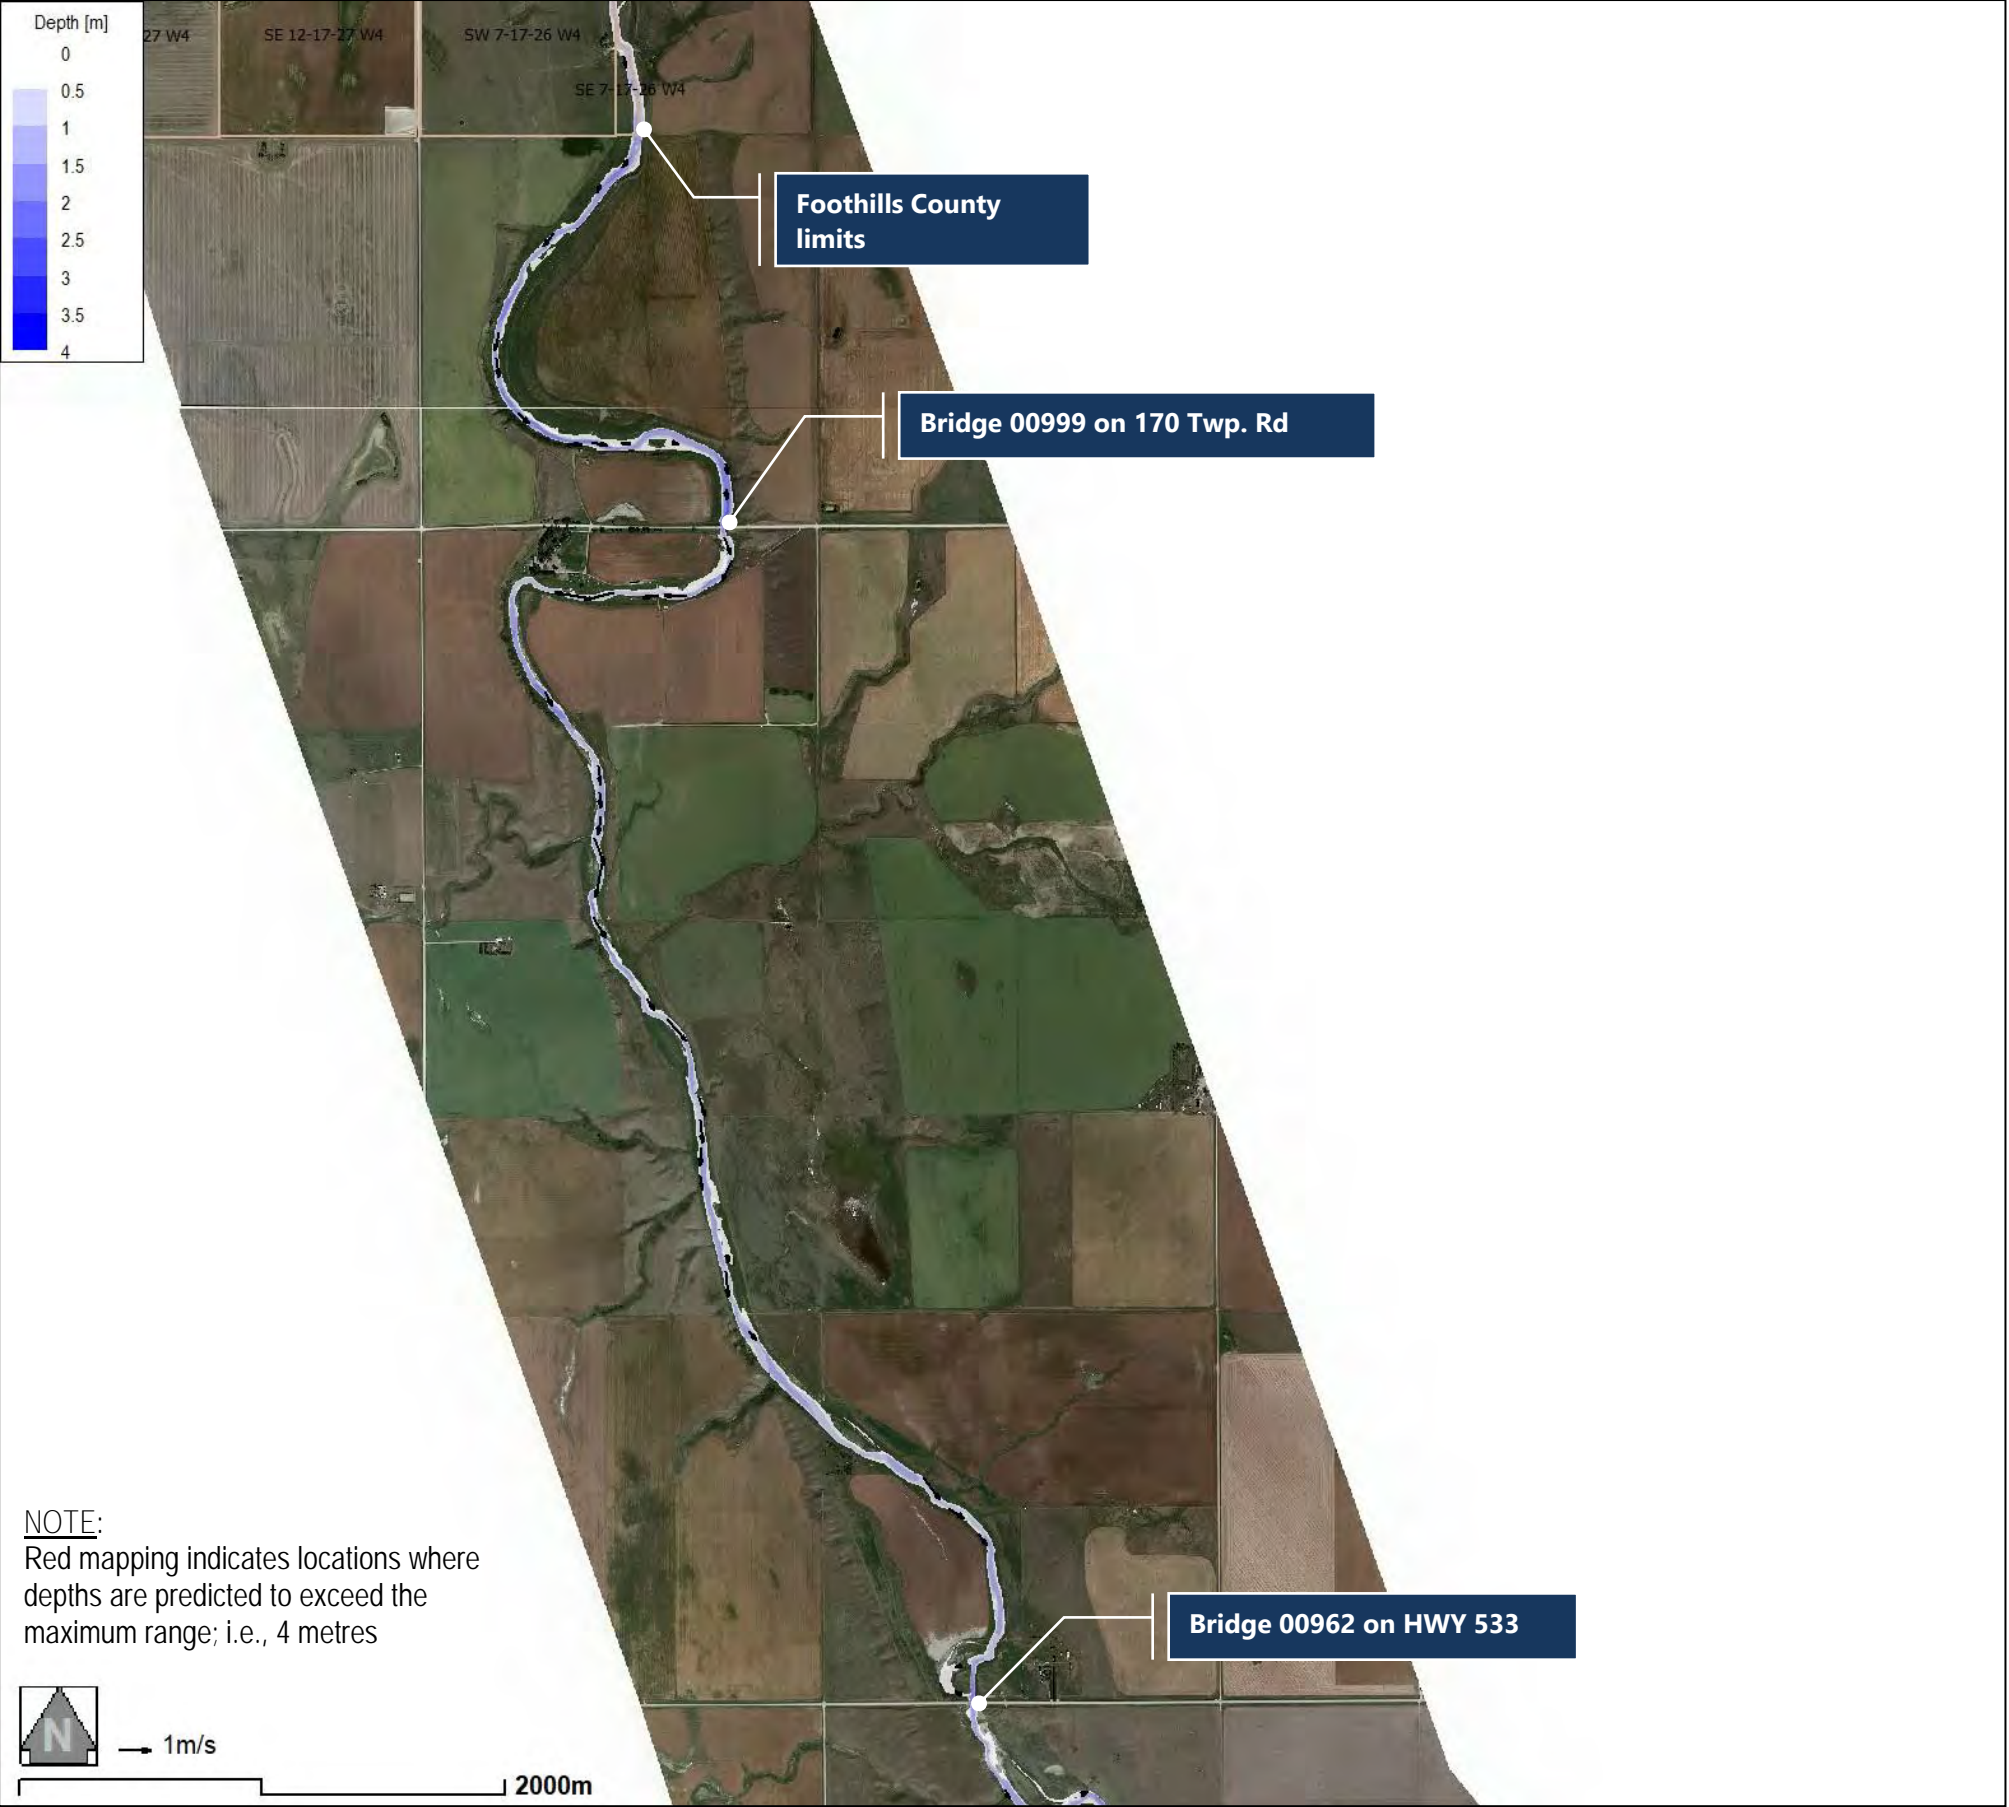 Depth [m]
0
0.5
1
1.5
2
2.5
3
3.5
4
27 W4
SE 12-17-27 W4
SW 7-17-26 W4
SE 7-17-26 W4
Foothills County
limits
Bridge 00999 on 170 Twp. Rd
Bridge 00962 on HWY 533
NOTE:
Red mapping indicates locations where
depths are predicted to exceed the
maximum range; i.e., 4 metres
N
1m/s
2000m